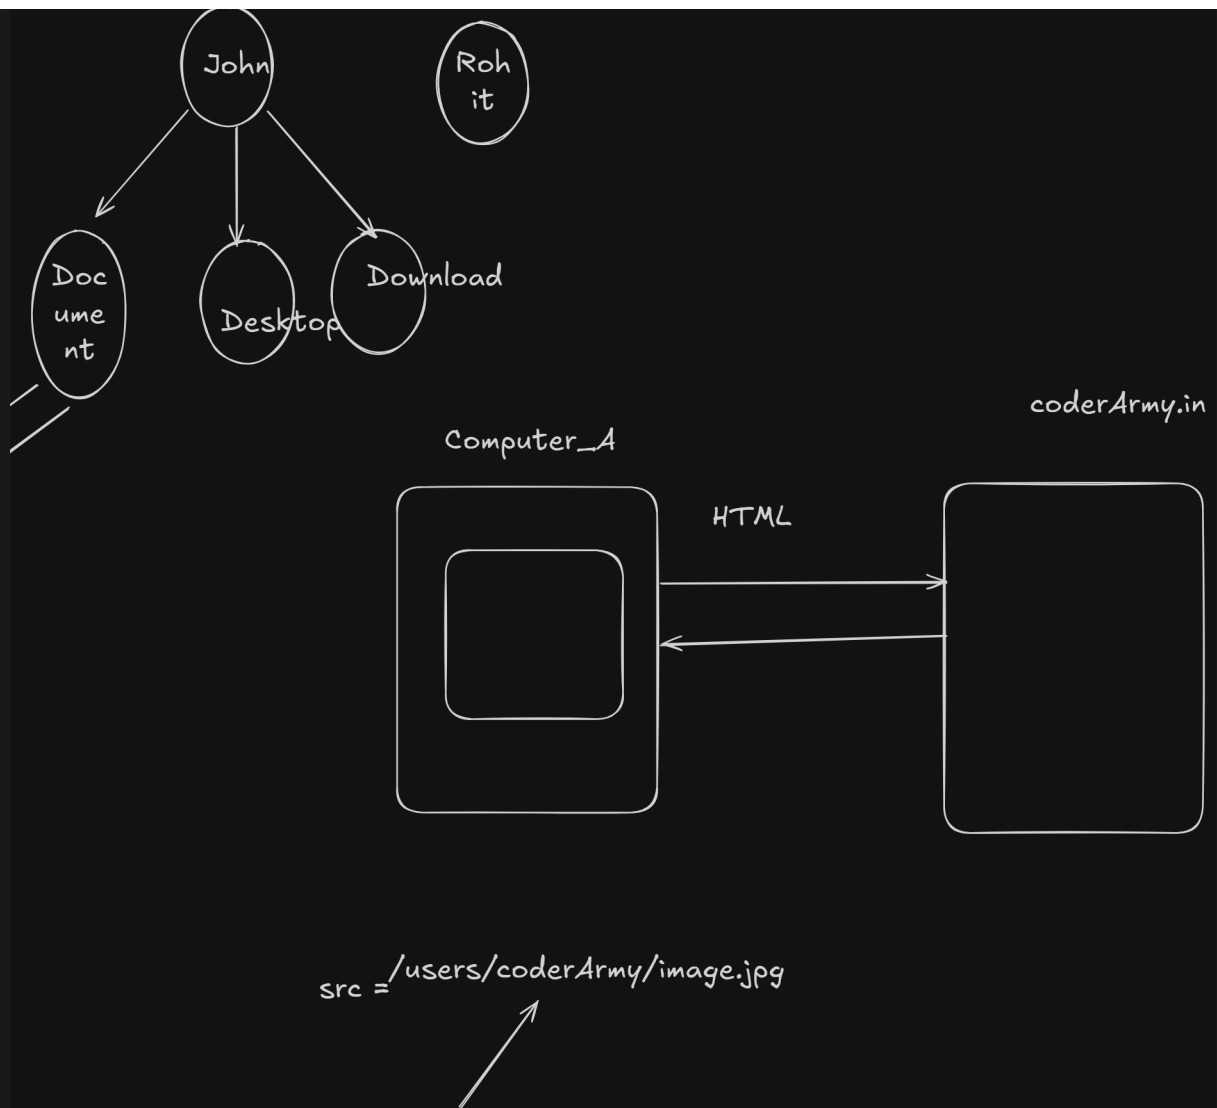 John
Roh
it
Doc
ume
nt
Desktop
Download
coderArmy.in
Computer_A
HTML
src =/users/coderArmy/image.jpg